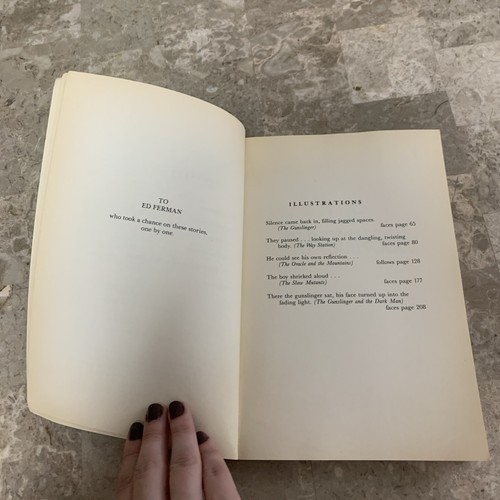 TO
ED FERMAN
who took a chance on these stories,
one by one.
ILLUSTRATIONS
Silence came back in, filling jagged spaces.
(The Gunslinger) faces page 65
They paused . . . looking up at the dangling, twisting
body. (The Way Station) faces page 80
He could see his own reflection . . .
(The Oracle and the Mountains) follows page 128
The boy shrieked aloud . . .
(The Slow Mutants) faces page 177
There the gunslinger sat, his face turned up into the
fading light. (The Gunslinger and the Dark Man)
faces page 208